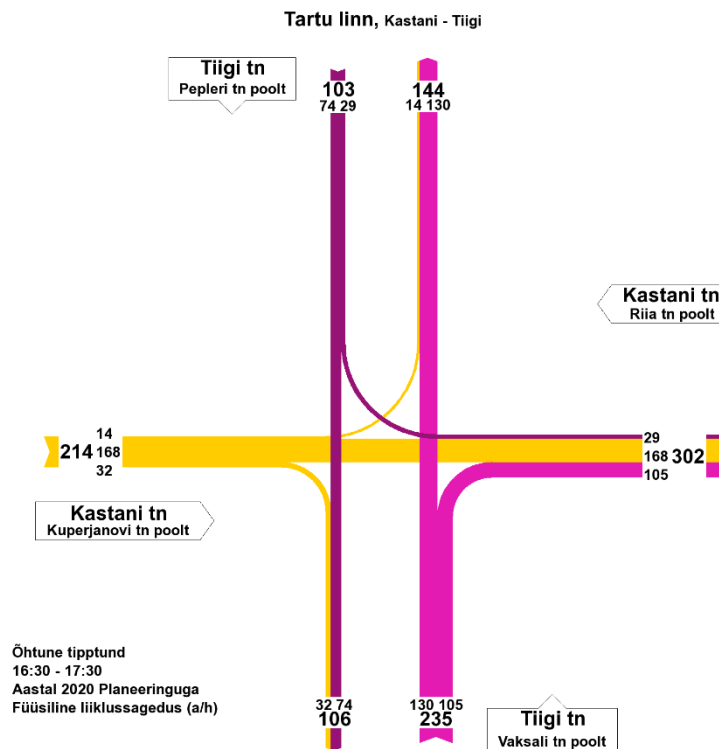 Tartu linn, Kastani - Tiigi
Tiigi tn
Pepleri tn poolt
103
74 29
144
14 130
Kastani tn
Riia tn poolt
14
214 168
32
29
168 302
105
Kastani tn
Kuperjanovi tn poolt
Õhtune tipptund
16:30 - 17:30
Aastal 2020 Planeeringuga
Füüsiline liiklussagedus (a/h)
32 74
106
130 105
235
Tiigi tn
Vaksali tn poolt